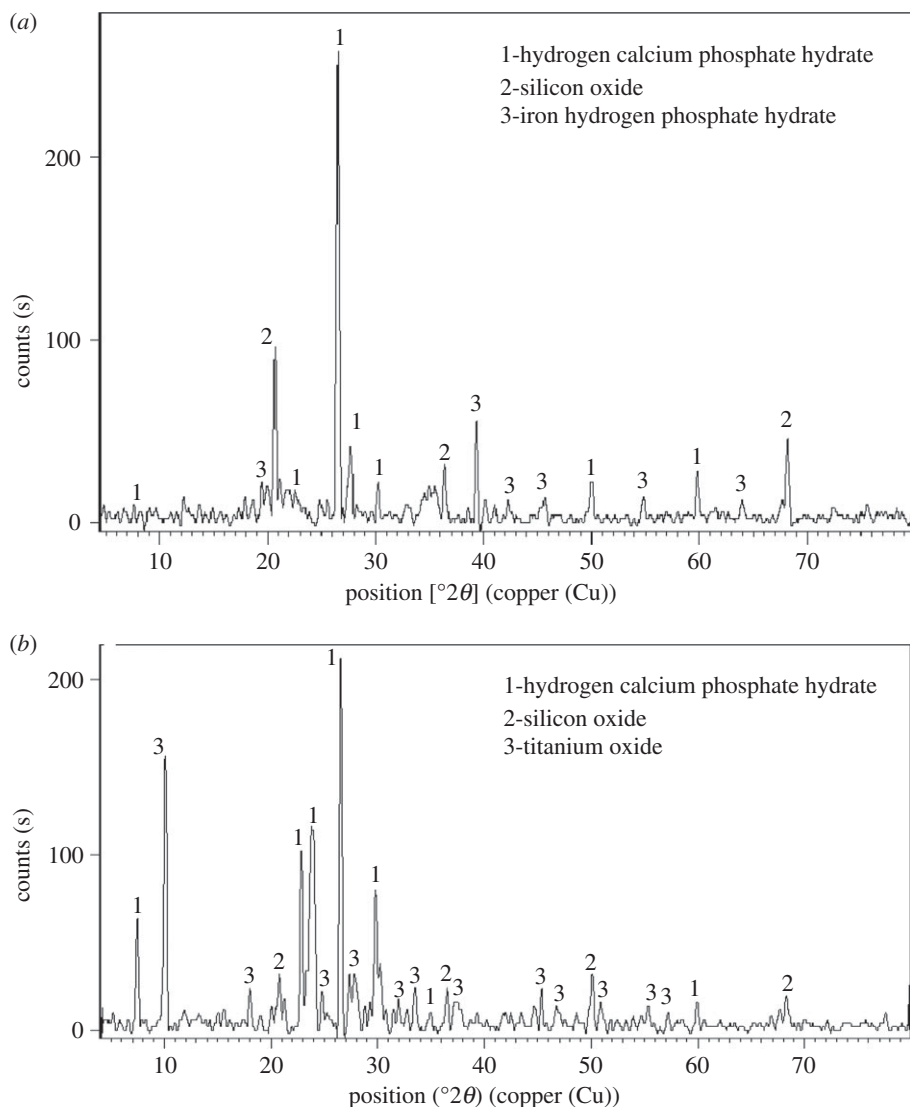 (a)
1
1-hydrogen calcium phosphate hydrate
2-silicon oxide
3-iron hydrogen phosphate hydrate
200
counts (s)
100
0
1 3 2 1 1 1 2 3 3 3 1 3 1 3 2
10 20 30 40 50 60 70
position [°2θ] (copper (Cu))
(b)
1
1-hydrogen calcium phosphate hydrate
2-silicon oxide
3-titanium oxide
200
counts (s)
100
0
1 3 3 2 1 1 3 3 1 3 3 1 2 3 3 3 2 3 3 3 1 2
10 20 30 40 50 60 70
position (°2θ) (copper (Cu))